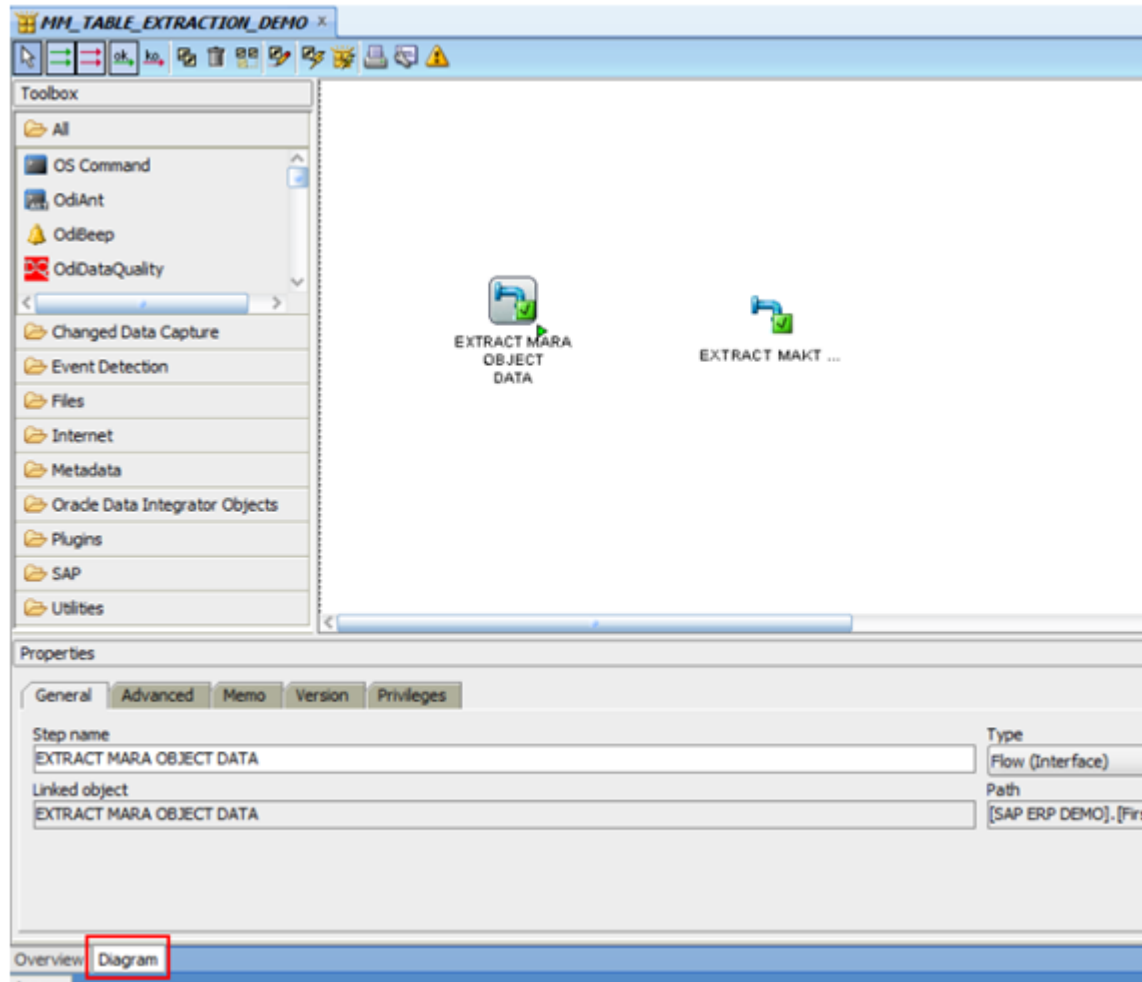 MM_TABLE_EXTRACTION_DEMO
ok ko
Toolbox
All
OS Command
OdiAnt
OdiBeep
OdiDataQuality
Changed Data Capture
Event Detection
Files
Internet
Metadata
Oracle Data Integrator Objects
Plugins
SAP
Utilities
EXTRACT MARA
OBJECT
DATA
EXTRACT MAKT ...
Properties
General Advanced Memo Version Privileges
Step name Type
EXTRACT MARA OBJECT DATA Flow (Interface)
Linked object Path
EXTRACT MARA OBJECT DATA [SAP ERP DEMO].[Firs
Overview Diagram